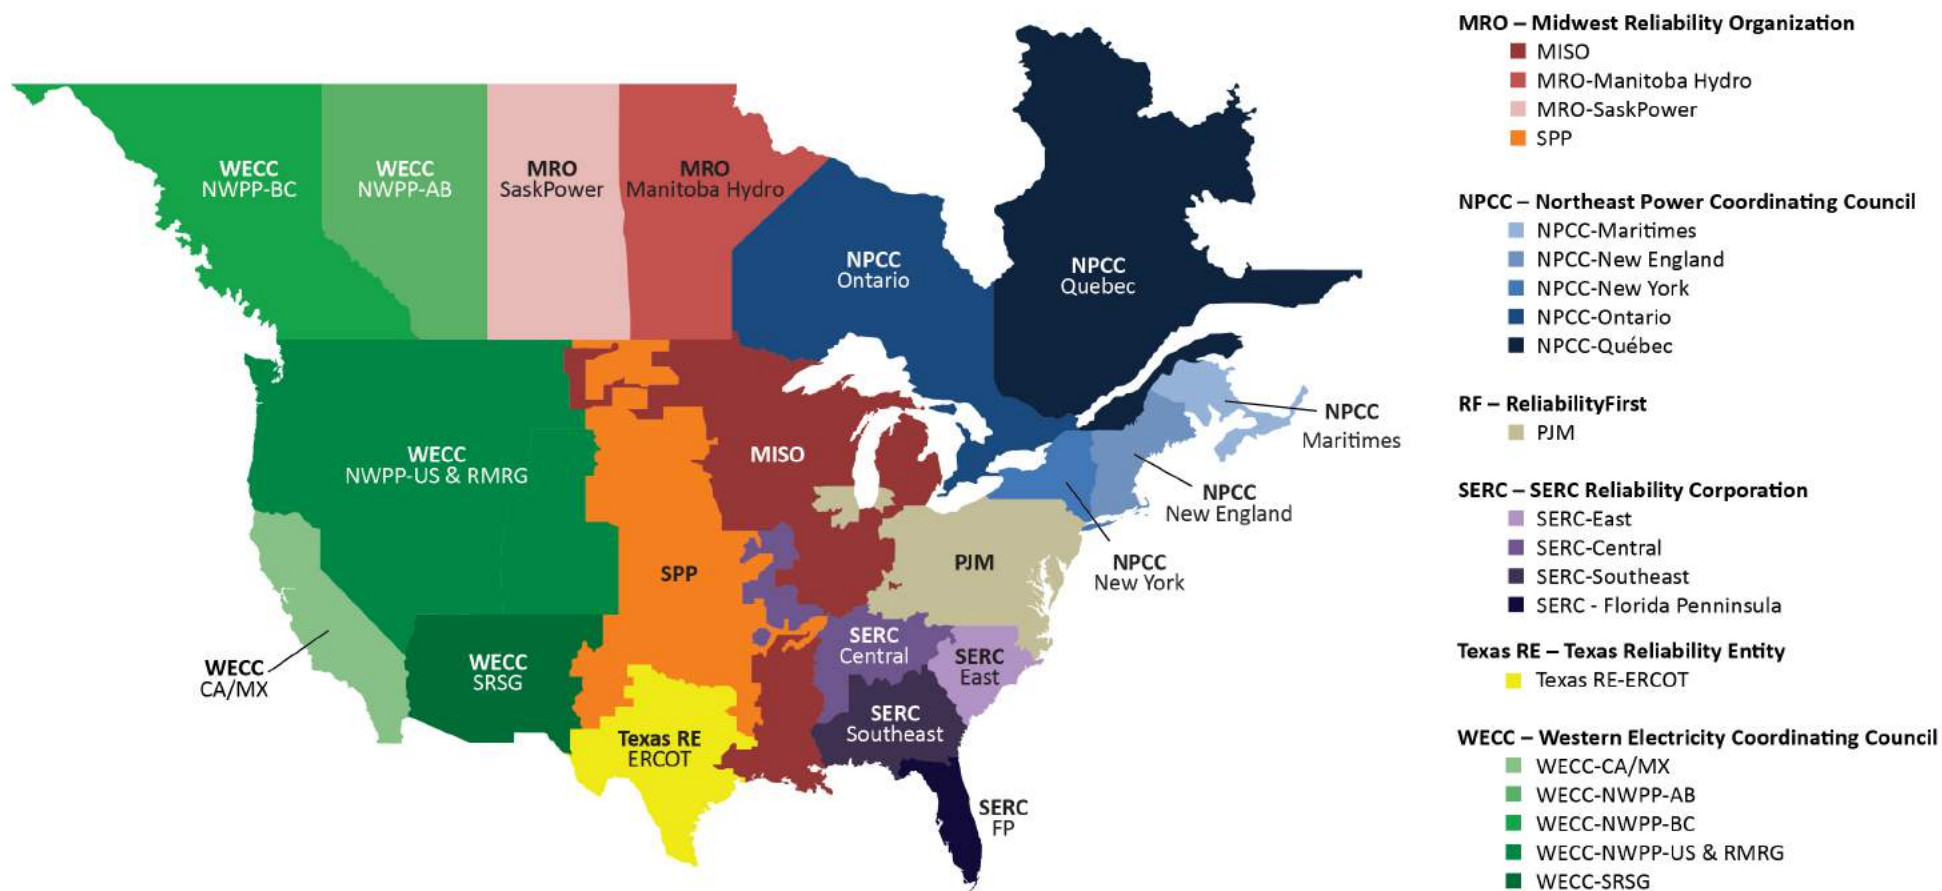 WECC
NWPP-BC
WECC
NWPP-AB
MRO
SaskPower
MRO
Manitoba Hydro
NPCC
Ontario
NPCC
Quebec
NPCC
Maritimes
WECC
NWPP-US & RMRG
MISO
NPCC
New England
NPCC
New York
SPP
PJM
WECC
CA/MX
WECC
SRSG
SERC
Central
SERC
East
SERC
Southeast
Texas RE
ERCOT
SERC
FP
MRO – Midwest Reliability Organization
MISO
MRO-Manitoba Hydro
MRO-SaskPower
SPP
NPCC – Northeast Power Coordinating Council
NPCC-Maritimes
NPCC-New England
NPCC-New York
NPCC-Ontario
NPCC-Québec
RF – ReliabilityFirst
PJM
SERC – SERC Reliability Corporation
SERC-East
SERC-Central
SERC-Southeast
SERC - Florida Penninsula
Texas RE – Texas Reliability Entity
Texas RE-ERCOT
WECC – Western Electricity Coordinating Council
WECC-CA/MX
WECC-NWPP-AB
WECC-NWPP-BC
WECC-NWPP-US & RMRG
WECC-SRSG